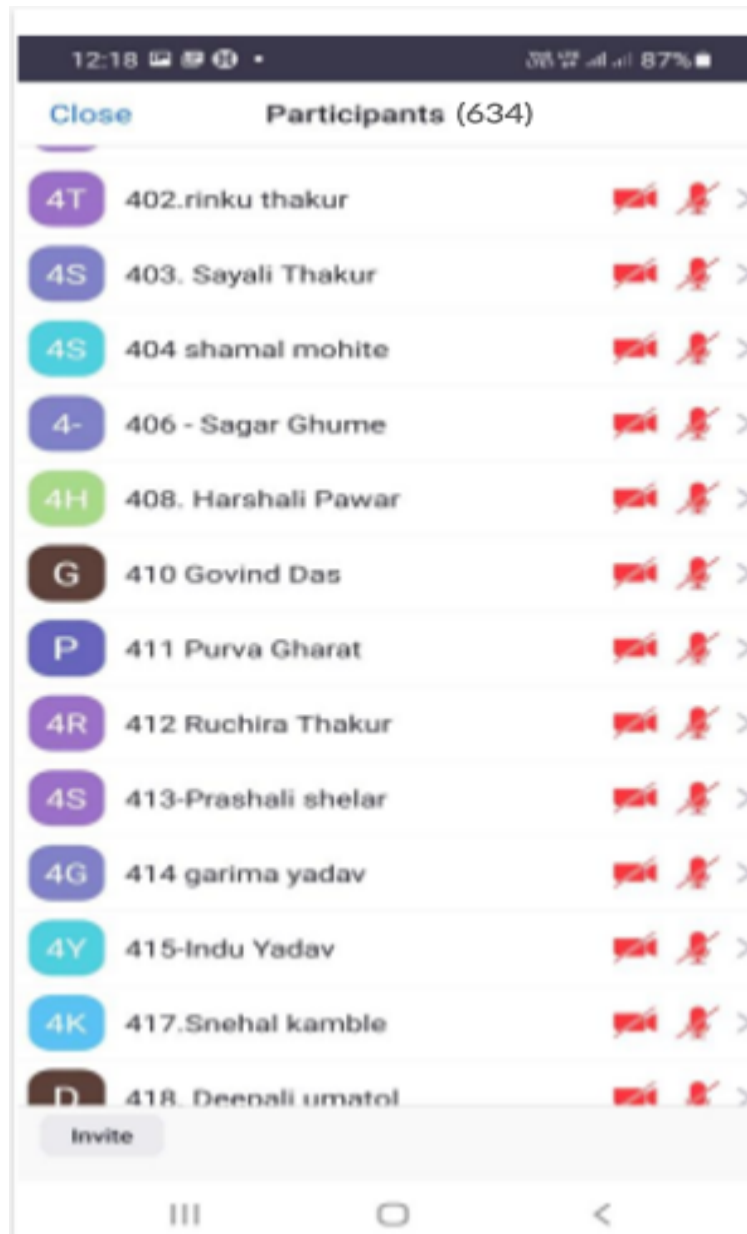 12:18 87%
Close Participants (634)
4T 402.rinku thakur
4S 403. Sayali Thakur
4S 404 shamal mohite
4- 406 - Sagar Ghume
4H 408. Harshali Pawar
G 410 Govind Das
P 411 Purva Gharat
4R 412 Ruchira Thakur
4S 413-Prashali shelar
4G 414 garima yadav
4Y 415-Indu Yadav
4K 417.Snehal kamble
D 418. Deepali umatol
Invite